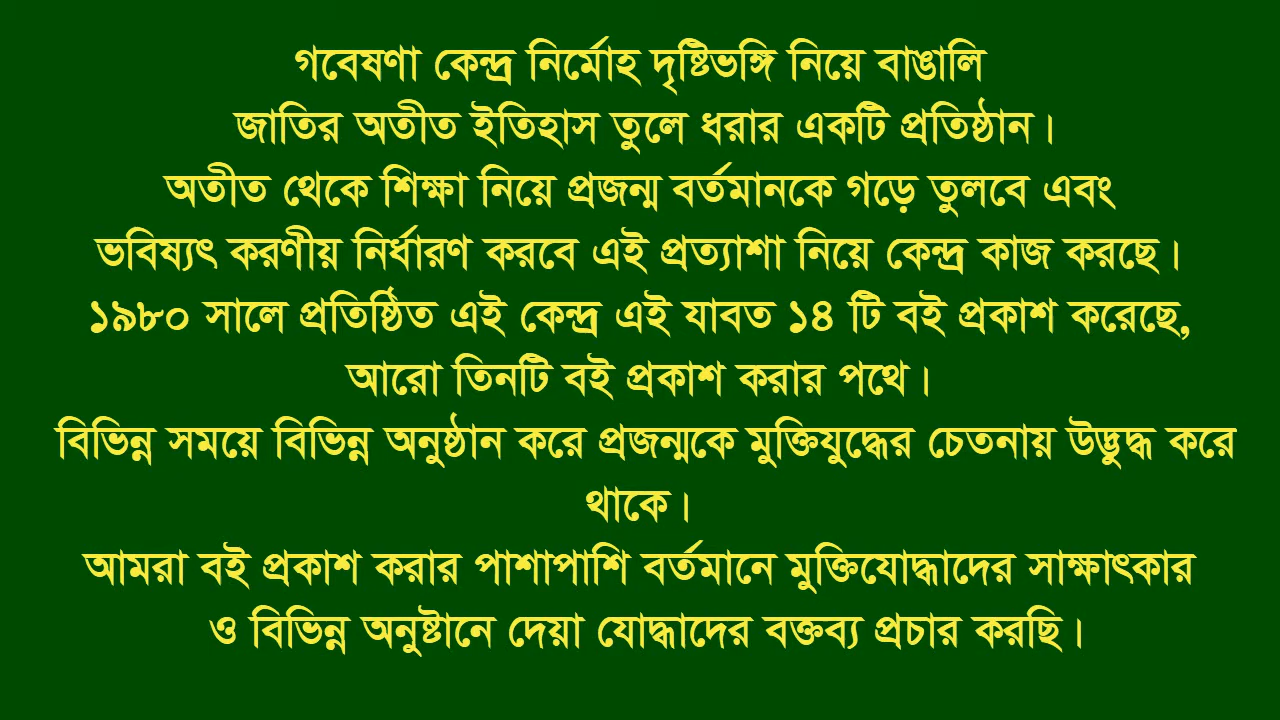 গবেষণা কেন্দ্র নির্মোহ দৃষ্টিভঙ্গি নিয়ে বাঙালি
জাতির অতীত ইতিহাস তুলে ধরার একটি প্রতিষ্ঠান।
অতীত থেকে শিক্ষা নিয়ে প্রজন্ম বর্তমানকে গড়ে তুলবে এবং
ভবিষ্যৎ করণীয় নির্ধারণ করবে এই প্রত্যাশা নিয়ে কেন্দ্র কাজ করছে।
১৯৮০ সালে প্রতিষ্ঠিত এই কেন্দ্র এই যাবত ১৪ টি বই প্রকাশ করেছে,
আরো তিনটি বই প্রকাশ করার পথে।
বিভিন্ন সময়ে বিভিন্ন অনুষ্ঠান করে প্রজন্মকে মুক্তিযুদ্ধের চেতনায় উদ্ভুদ্ধ করে
থাকে।
আমরা বই প্রকাশ করার পাশাপাশি বর্তমানে মুক্তিযোদ্ধাদের সাক্ষাৎকার
ও বিভিন্ন অনুষ্টানে দেয়া যোদ্ধাদের বক্তব্য প্রচার করছি।